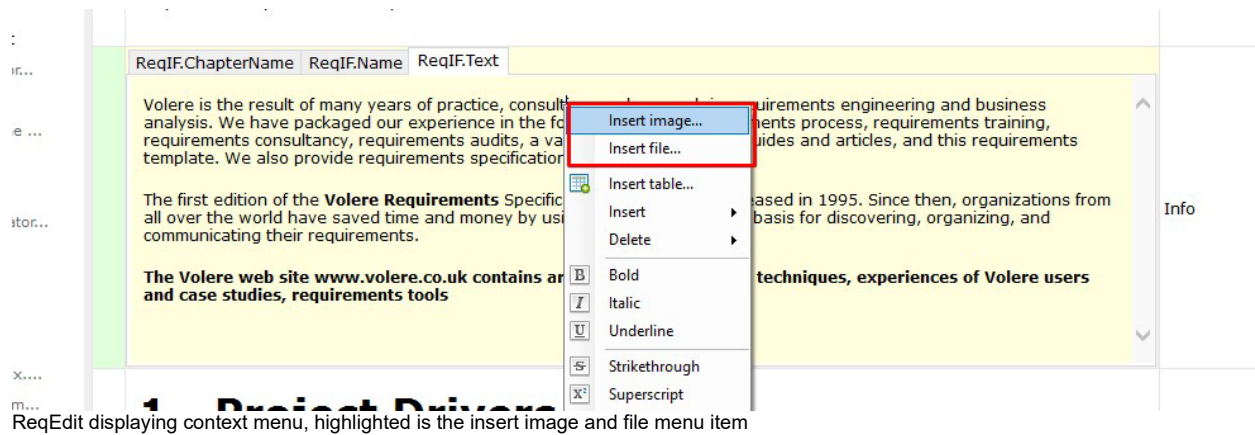 ReqIF.ChapterName ReqIF.Name ReqIF.Text
Volere is the result of many years of practice, consult
engineering and business
analysis. We have packaged our experience in the fo
process, requirements training,
requirements consultancy, requirements audits, a va
and articles, and this requirements
template. We also provide requirements specification
The first edition of the Volere Requirements Specific
in 1995. Since then, organizations from
all over the world have saved time and money by usi
basis for discovering, organizing, and
communicating their requirements.
The Volere web site www.volere.co.uk contains ar
techniques, experiences of Volere users
and case studies, requirements tools
Insert image...
Insert file...
Insert table...
Insert
Delete
B Bold
I Italic
U Underline
S Strikethrough
X² Superscript
Info
ator...
x....
m...
1 Project Drivers
ReqEdit displaying context menu, highlighted is the insert image and file menu item